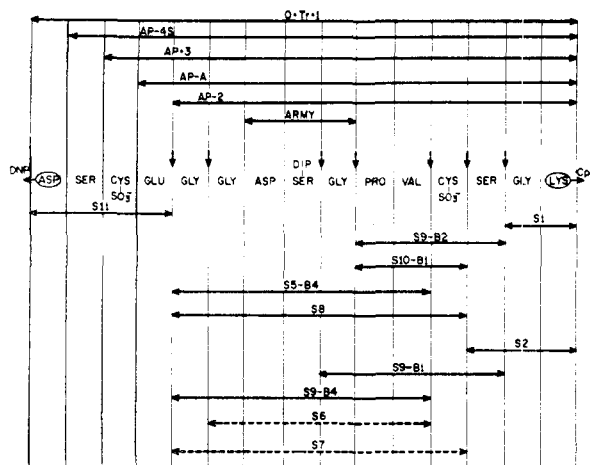 O-Tr-1
AP-4S
AP-3
AP-A
AP-2
ARMY
DNP ASP SER CYS SO3- GLU GLY GLY ASP DIP SER GLY PRO VAL CYS SO3- SER GLY LYS Cp
S11 S1
S9-B2
S10-B1
S5-B4
S8
S2
S9-B1
S9-B4
S6
S7